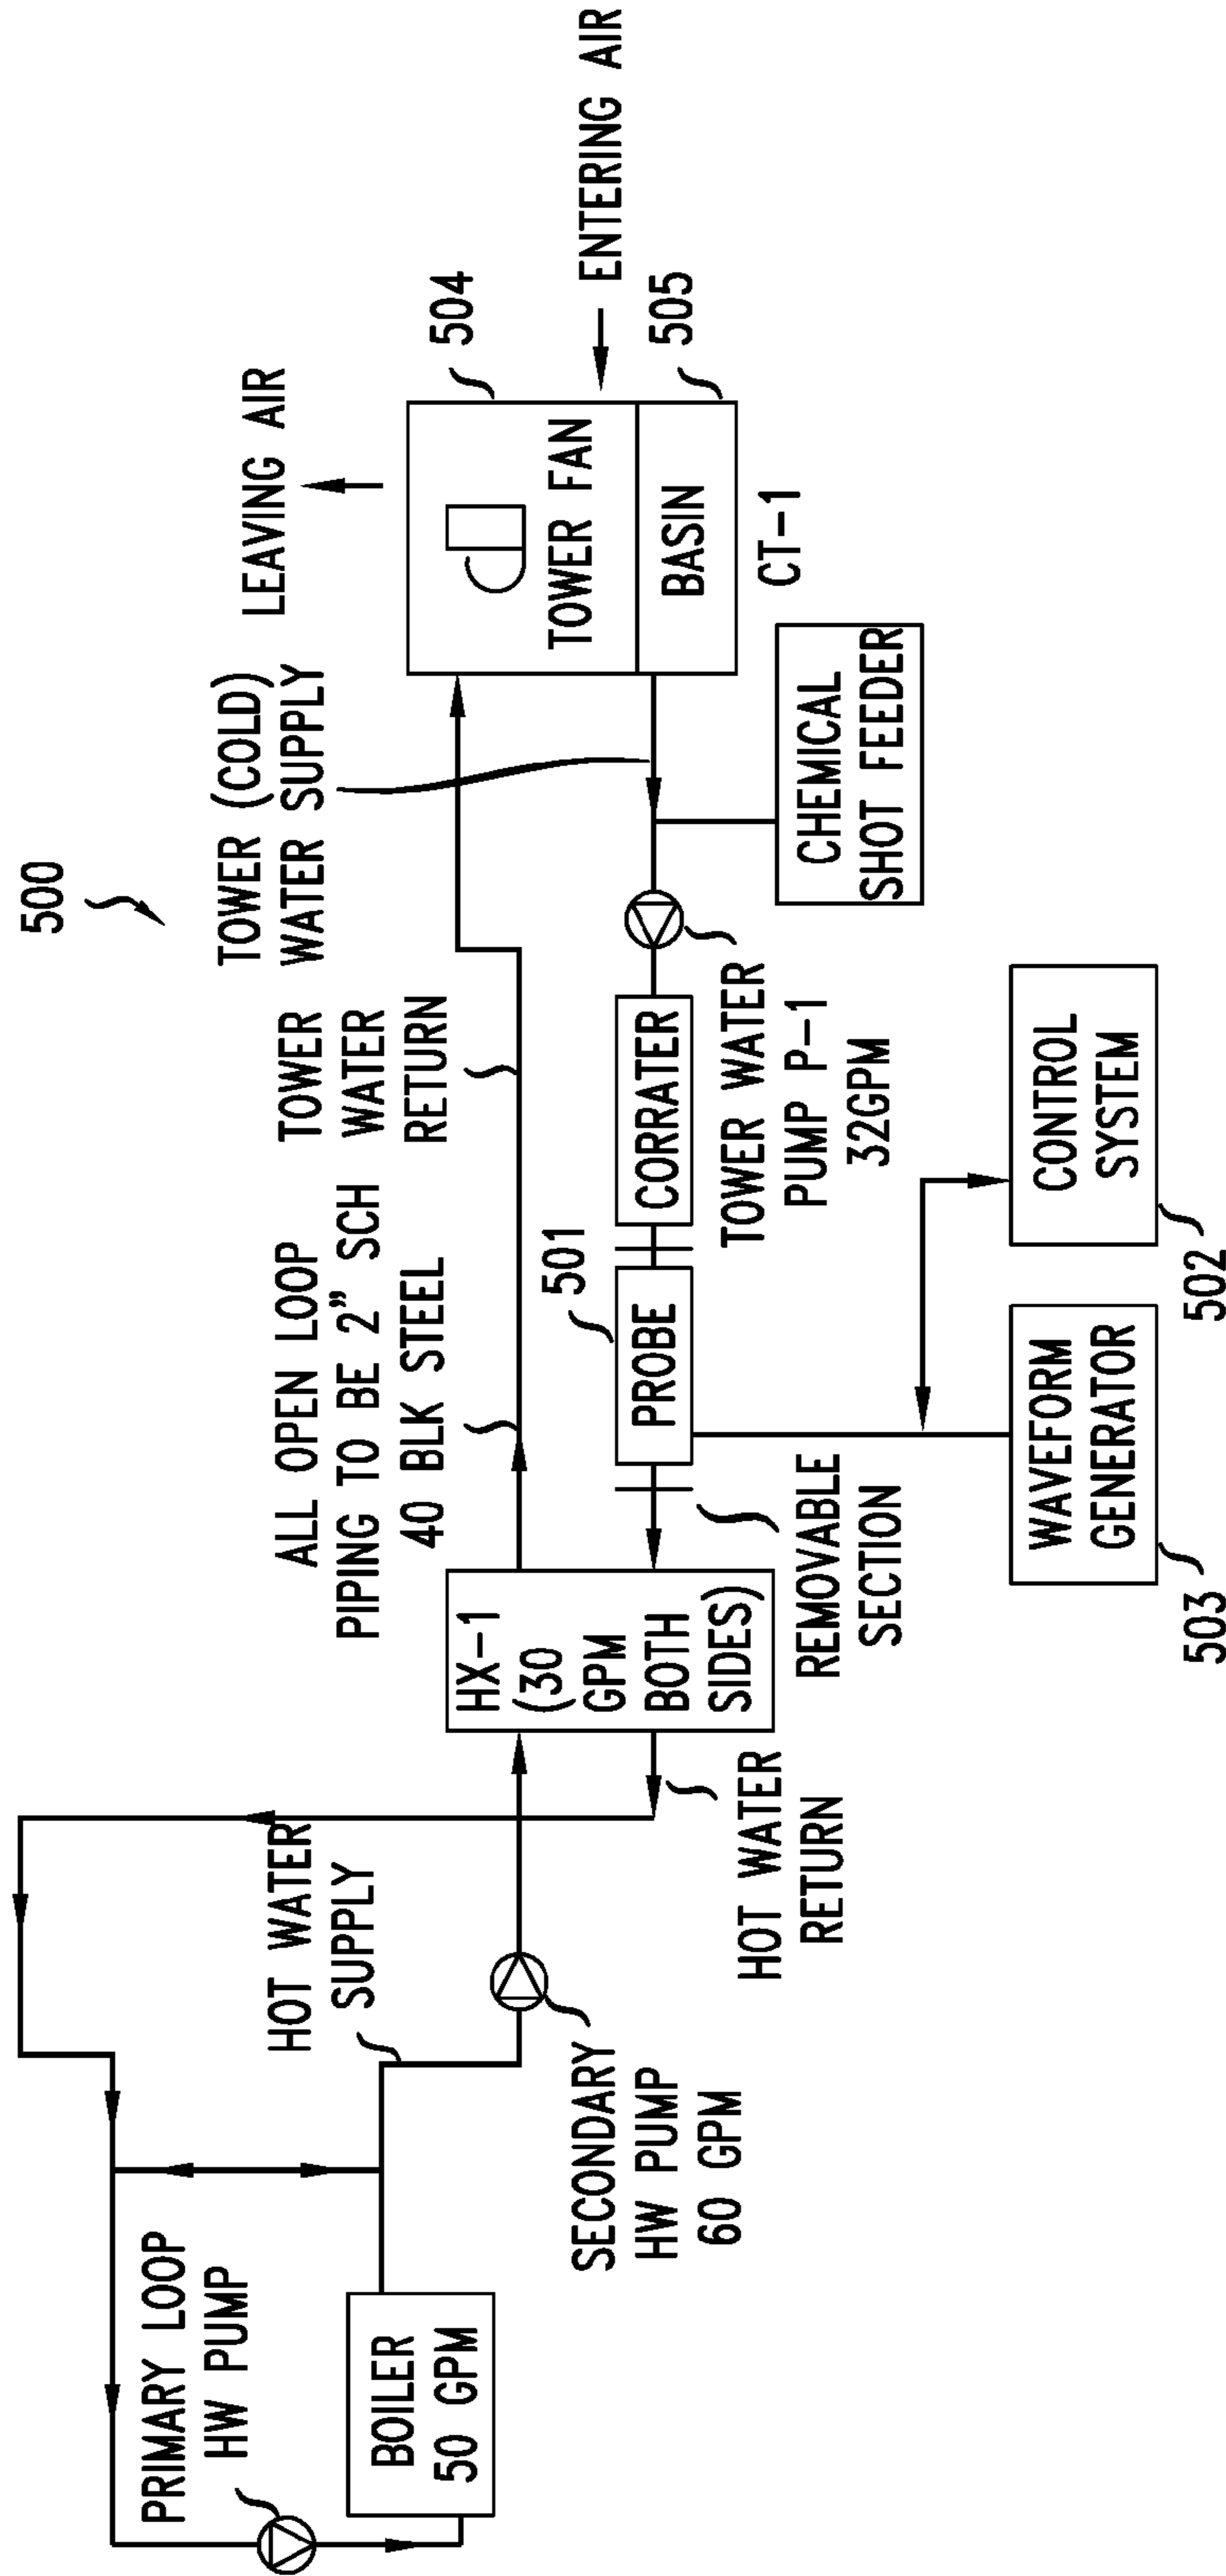 500
PRIMARY LOOP
HW PUMP
BOILER
50 GPM
HOT WATER
SUPPLY
SECONDARY
HW PUMP
60 GPM
HX-1
(30
GPM
BOTH
SIDES)
HOT WATER
RETURN
ALL OPEN LOOP
PIPING TO BE 2” SCH
40 BLK STEEL
TOWER
WATER
RETURN
TOWER (COLD)
WATER SUPPLY
LEAVING AIR
504
TOWER FAN
ENTERING AIR
505
BASIN
CT-1
CHEMICAL
SHOT FEEDER
TOWER WATER
PUMP P-1
32GPM
CORRATER
501
PROBE
REMOVABLE
SECTION
WAVEFORM
GENERATOR
503
CONTROL
SYSTEM
502